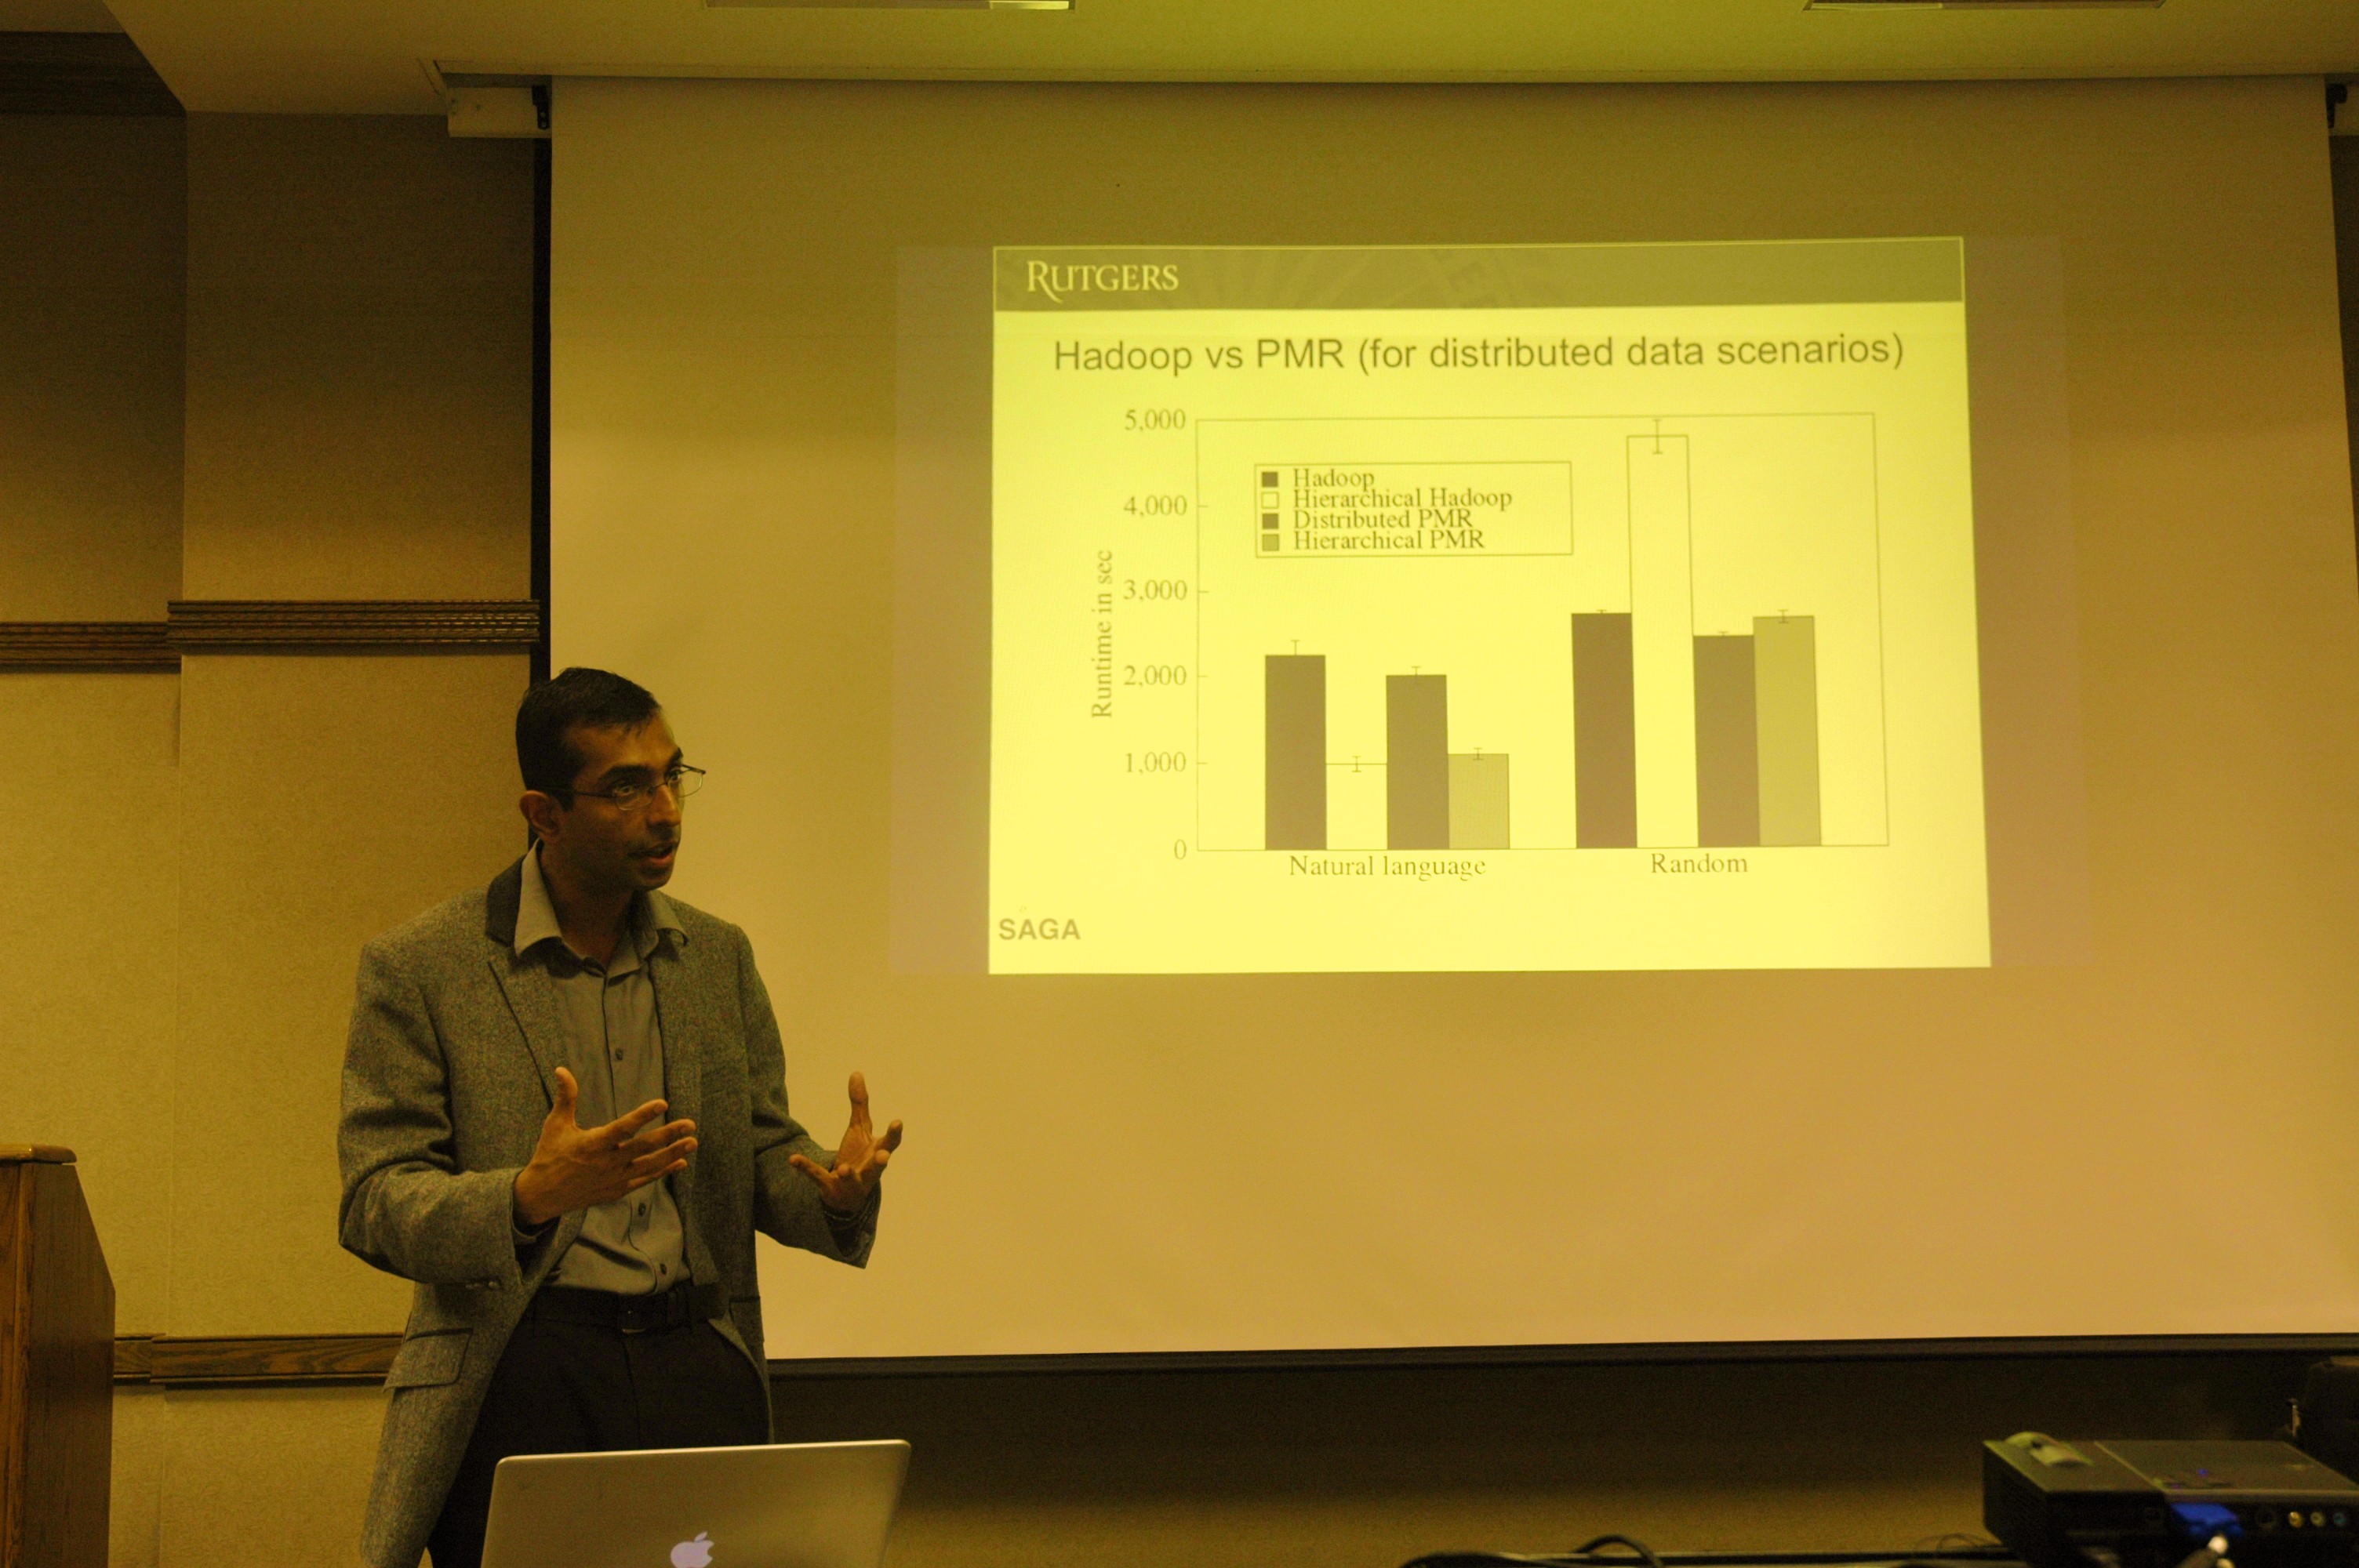 RUTGERS
Hadoop vs PMR (for distributed data scenarios)
5,000
4,000
3,000
2,000
1,000
0
Runtime in sec
Hadoop
Hierarchical Hadoop
Distributed PMR
Hierarchical PMR
Natural language
Random
SAGA